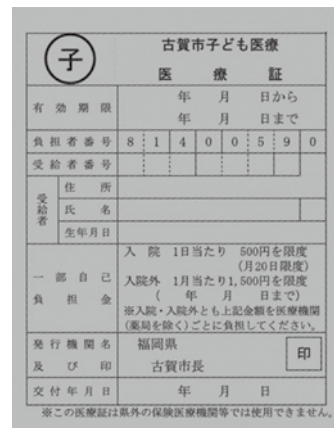 子
古賀市子ども医療
医療証
有効期限 年 月 日から
年 月 日まで
負担者番号 8 1 4 0 0 5 9 0
受給者番号
受給者
住所
氏名
生年月日
一部自己負担金
入院 1日当たり 500円を限度
(月20日限度)
入院外 1月当たり1,500円を限度
( 年 月 日まで)
※入院・入院外とも上記金額を医療機関
(薬局を除く)ごとに負担してください。
発行機関名及び印
福岡県
古賀市長
印
交付年月日 年 月 日
※この医療証は県外の保険医療機関等では使用できません。